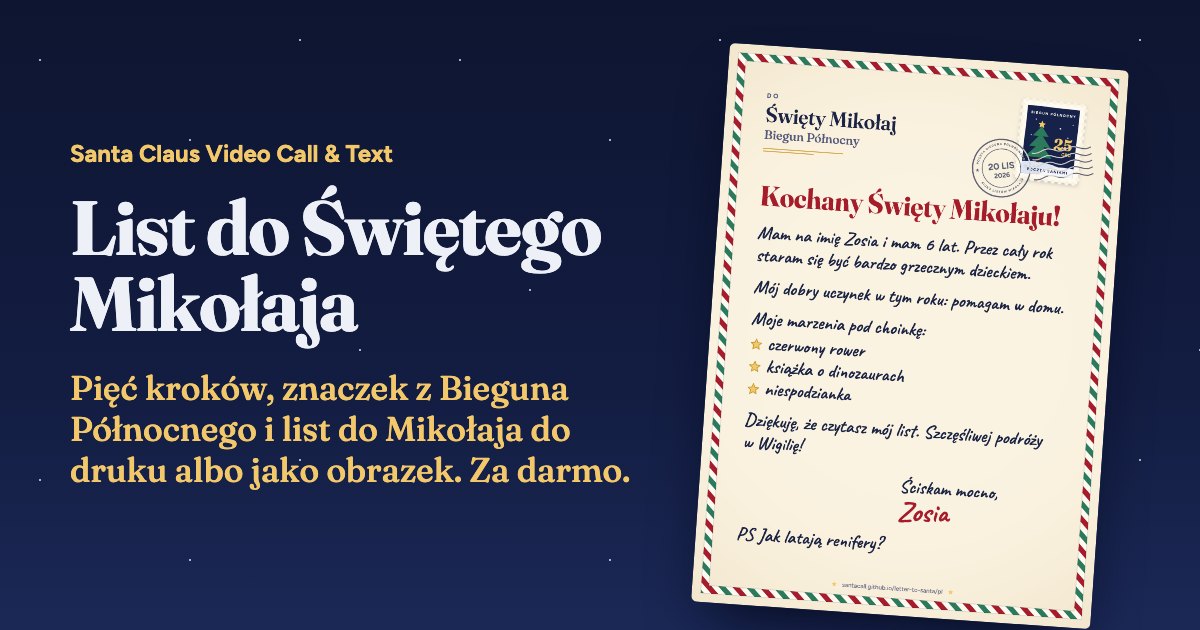 Santa Claus Video Call & Text
List do Świętego
Mikołaja
Pięć kroków, znaczek z Bieguna
Północnego i list do Mikołaja do
druku albo jako obrazek. Za darmo.
DO
Święty Mikołaj
Biegun Północny
BIEGUN PÓŁNOCNY
25
20 LIS
2026
Kochany Święty Mikołaju!
Mam na imię Zosia i mam 6 lat. Przez cały rok
staram się być bardzo grzecznym dzieckiem.
Mój dobry uczynek w tym roku: pomagam w domu.
Moje marzenia pod choinkę:
czerwony rower
książka o dinozaurach
niespodzianka
Dziękuję, że czytasz mój list. Szczęśliwej podróży
w Wigilię!
Ściskam mocno,
Zosia
PS Jak latają renifery?
santacall.github.io/letter-to-santa/pl